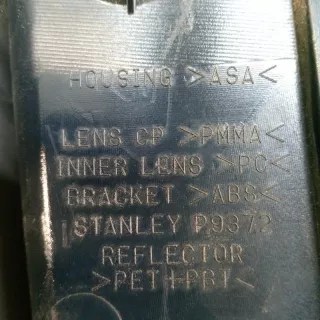 HOUSING >ASA<
LENS CP >PMMA<
INNER LENS >PC<
BRACKET >ABS<
STANLEY P9372
REFLECTOR
>PET+PBT<